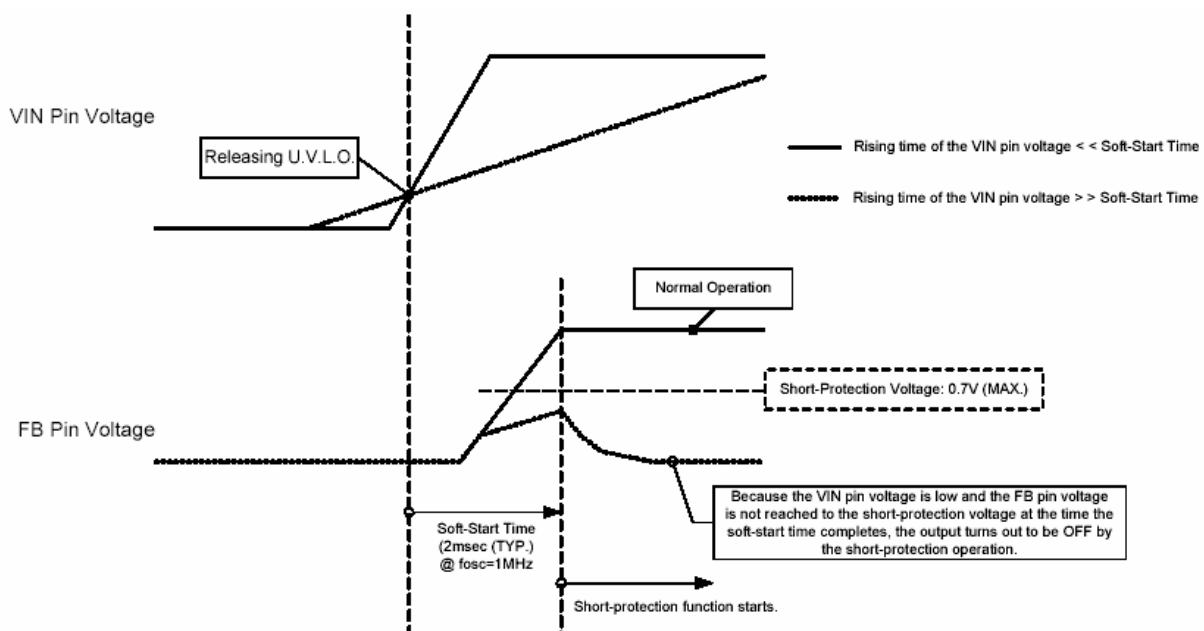 VIN Pin Voltage
Releasing U.V.L.O.
Rising time of the VIN pin voltage < < Soft-Start Time
Rising time of the VIN pin voltage > > Soft-Start Time
Normal Operation
Short-Protection Voltage: 0.7V (MAX.)
FB Pin Voltage
Because the VIN pin voltage is low and the FB pin voltage
is not reached to the short-protection voltage at the time the
soft-start time completes, the output turns out to be OFF by
the short-protection operation.
Soft-Start Time
(2msec (TYP.)
@ fosc=1MHz
Short-protection function starts.